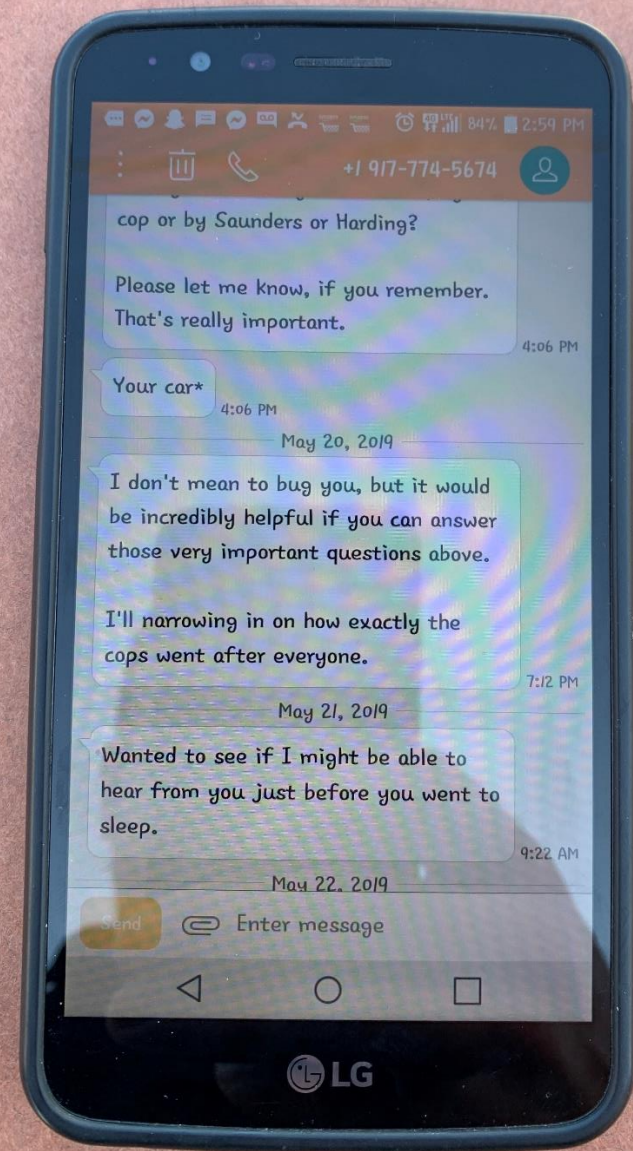 84% 2:59 PM
+1 917-774-5674
cop or by Saunders or Harding?
Please let me know, if you remember.
That's really important.
4:06 PM
Your car*
4:06 PM
May 20, 2019
I don't mean to bug you, but it would
be incredibly helpful if you can answer
those very important questions above.
I'll narrowing in on how exactly the
cops went after everyone.
7:12 PM
May 21, 2019
Wanted to see if I might be able to
hear from you just before you went to
sleep.
9:22 AM
May 22, 2019
Send
Enter message
LG